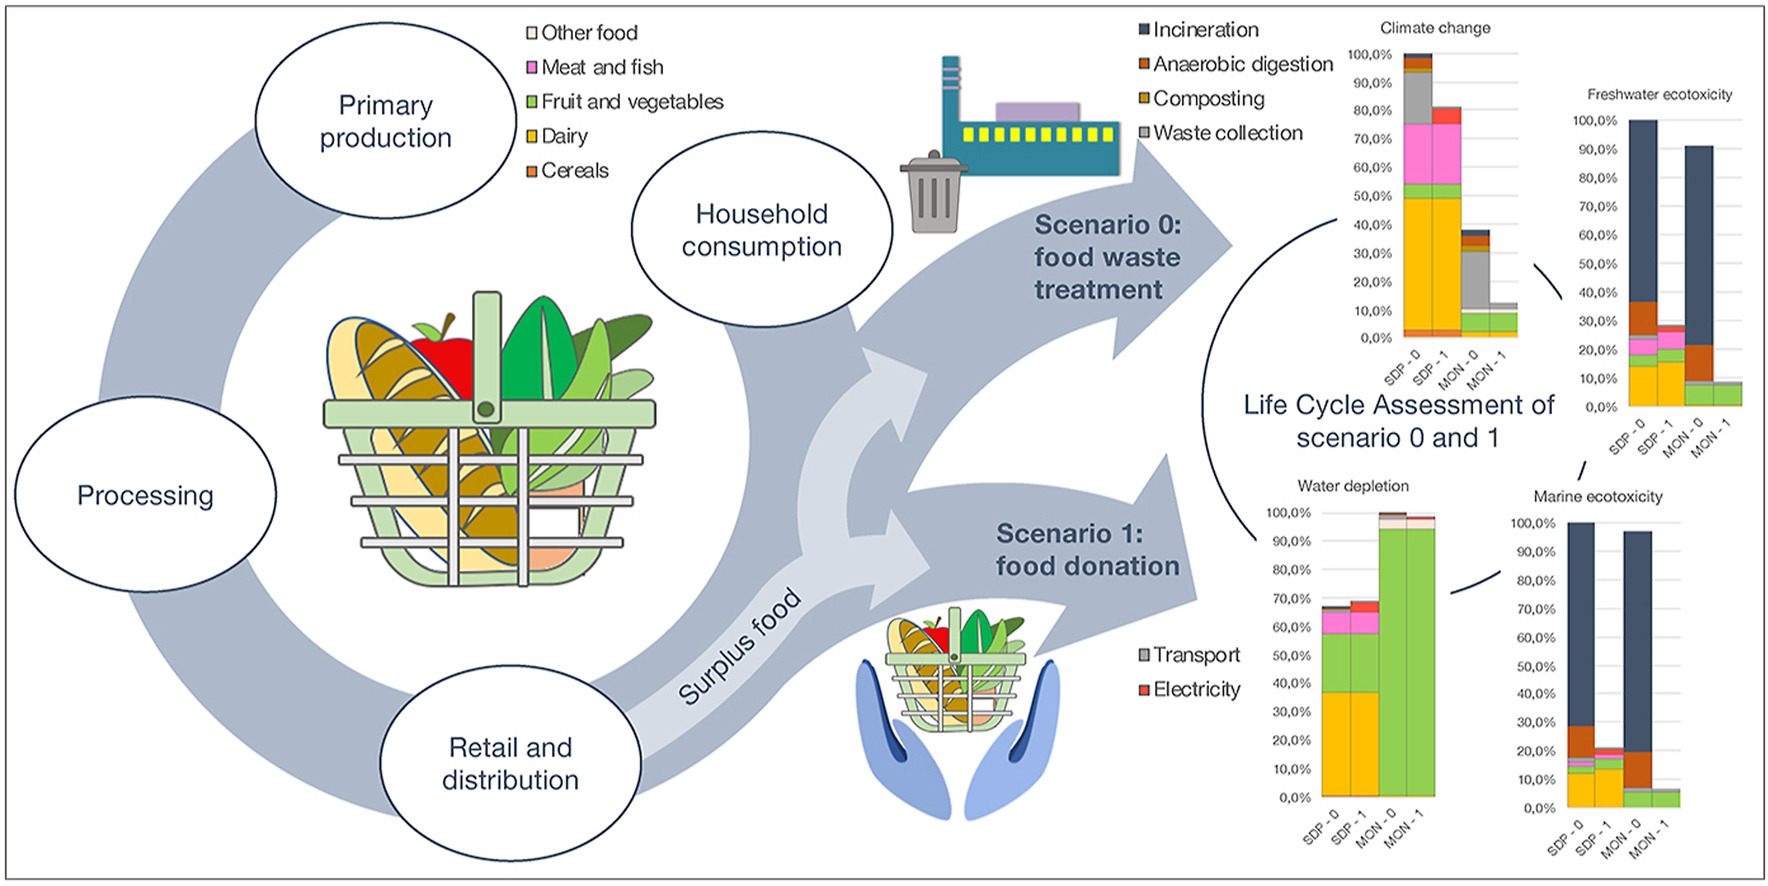 Primary
production
Processing
Retail and
distribution
Household
consumption
Surplus food
Other food
Meat and fish
Fruit and vegetables
Dairy
Cereals
Scenario 0:
food waste
treatment
Scenario 1:
food donation
Incineration
Anaerobic digestion
Composting
Waste collection
Transport
Electricity
Life Cycle Assessment of
scenario 0 and 1
Climate change
100,0%
90,0%
80,0%
70,0%
60,0%
50,0%
40,0%
30,0%
20,0%
10,0%
0,0%
SDP - 0
SDP - 1
MON - 0
MON - 1
Freshwater ecotoxicity
100,0%
90,0%
80,0%
70,0%
60,0%
50,0%
40,0%
30,0%
20,0%
10,0%
0,0%
SDP - 0
SDP - 1
MON - 0
MON - 1
Water depletion
100,0%
90,0%
80,0%
70,0%
60,0%
50,0%
40,0%
30,0%
20,0%
10,0%
0,0%
SDP - 0
SDP - 1
MON - 0
MON - 1
Marine ecotoxicity
100,0%
90,0%
80,0%
70,0%
60,0%
50,0%
40,0%
30,0%
20,0%
10,0%
0,0%
SDP - 0
SDP - 1
MON - 0
MON - 1